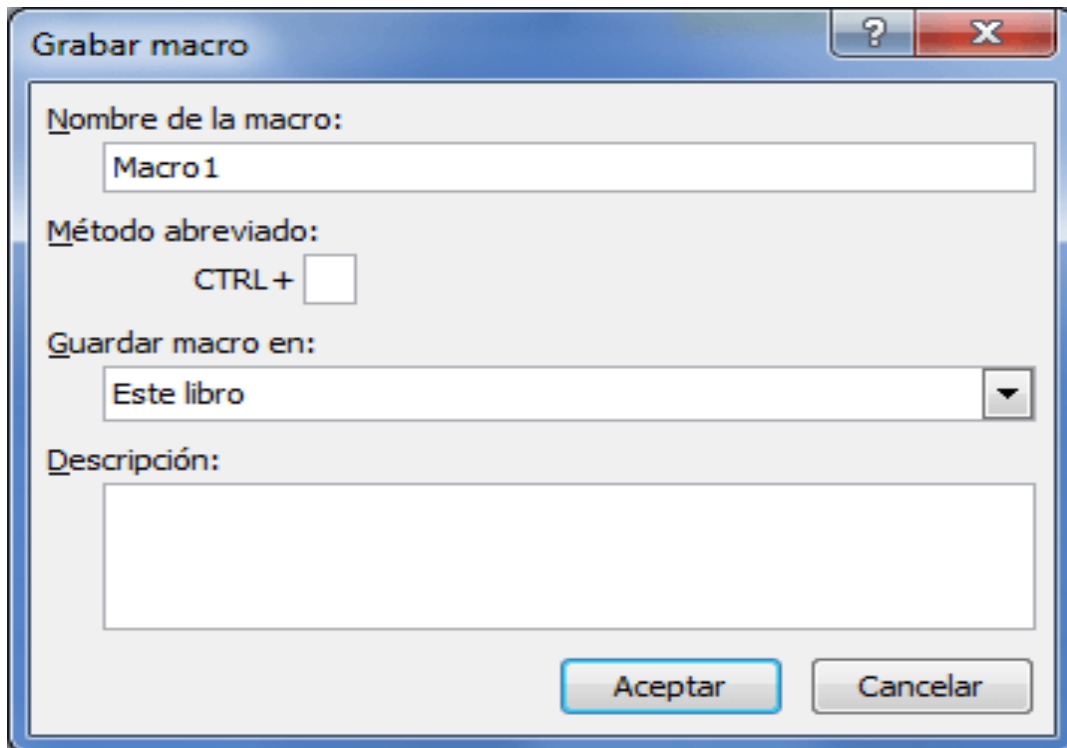 Grabar macro
Nombre de la macro:
Macro1
Método abreviado:
CTRL+
Guardar macro en:
Este libro
Descripción:
Aceptar Cancelar